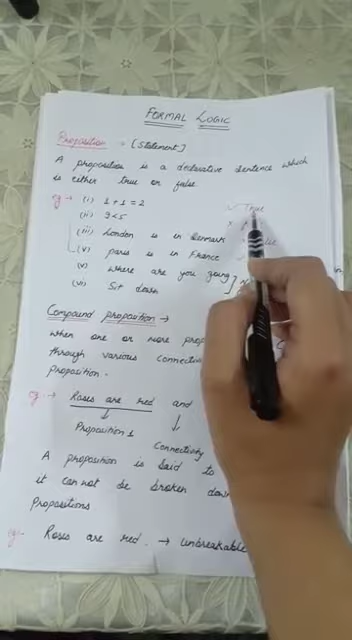 FORMAL LOGIC
Proposition - [Statement]
A proposition is a declarative sentence which
is either true or false
eg → (i) 1 + 1 = 2 True
(ii) 9 < 5
(iii) London is in Denmark
(v) paris is in France
(v) where are you going
(vi) Sit down
Compound proposition →
when one or more
through various
proposition.
eg. → Roses are red and
Proposition 1
Connectivity
A proposition is said to
it can not be broken
Propositions
eg- Roses are red. → unbreakable